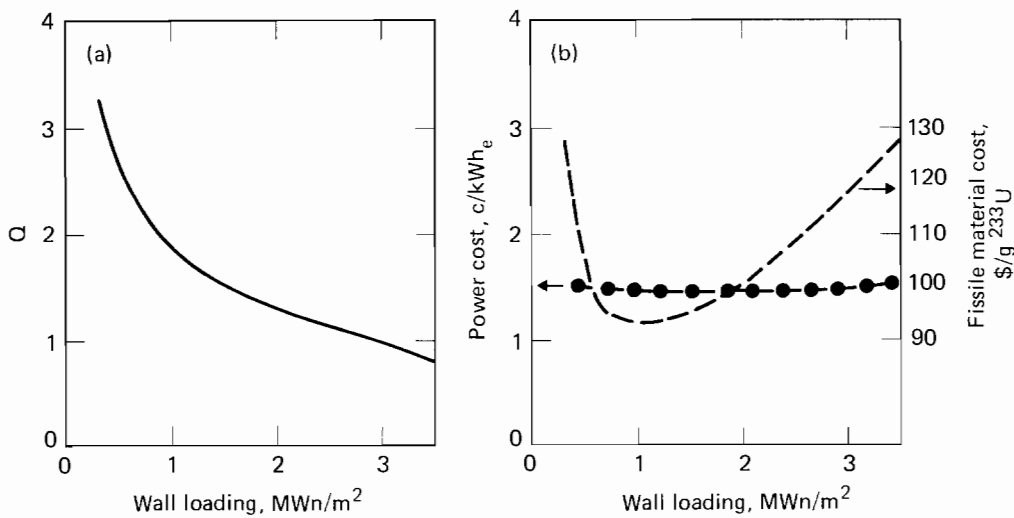 (a)
4
3
2
1
0
Q
0 1 2 3
Wall loading, MWn/m²
(b)
4
3
2
1
0
Power cost, c/kWhₑ
130
120
110
100
90
Fissile material cost,
$/g ²³³U
0 1 2 3
Wall loading, MWn/m²